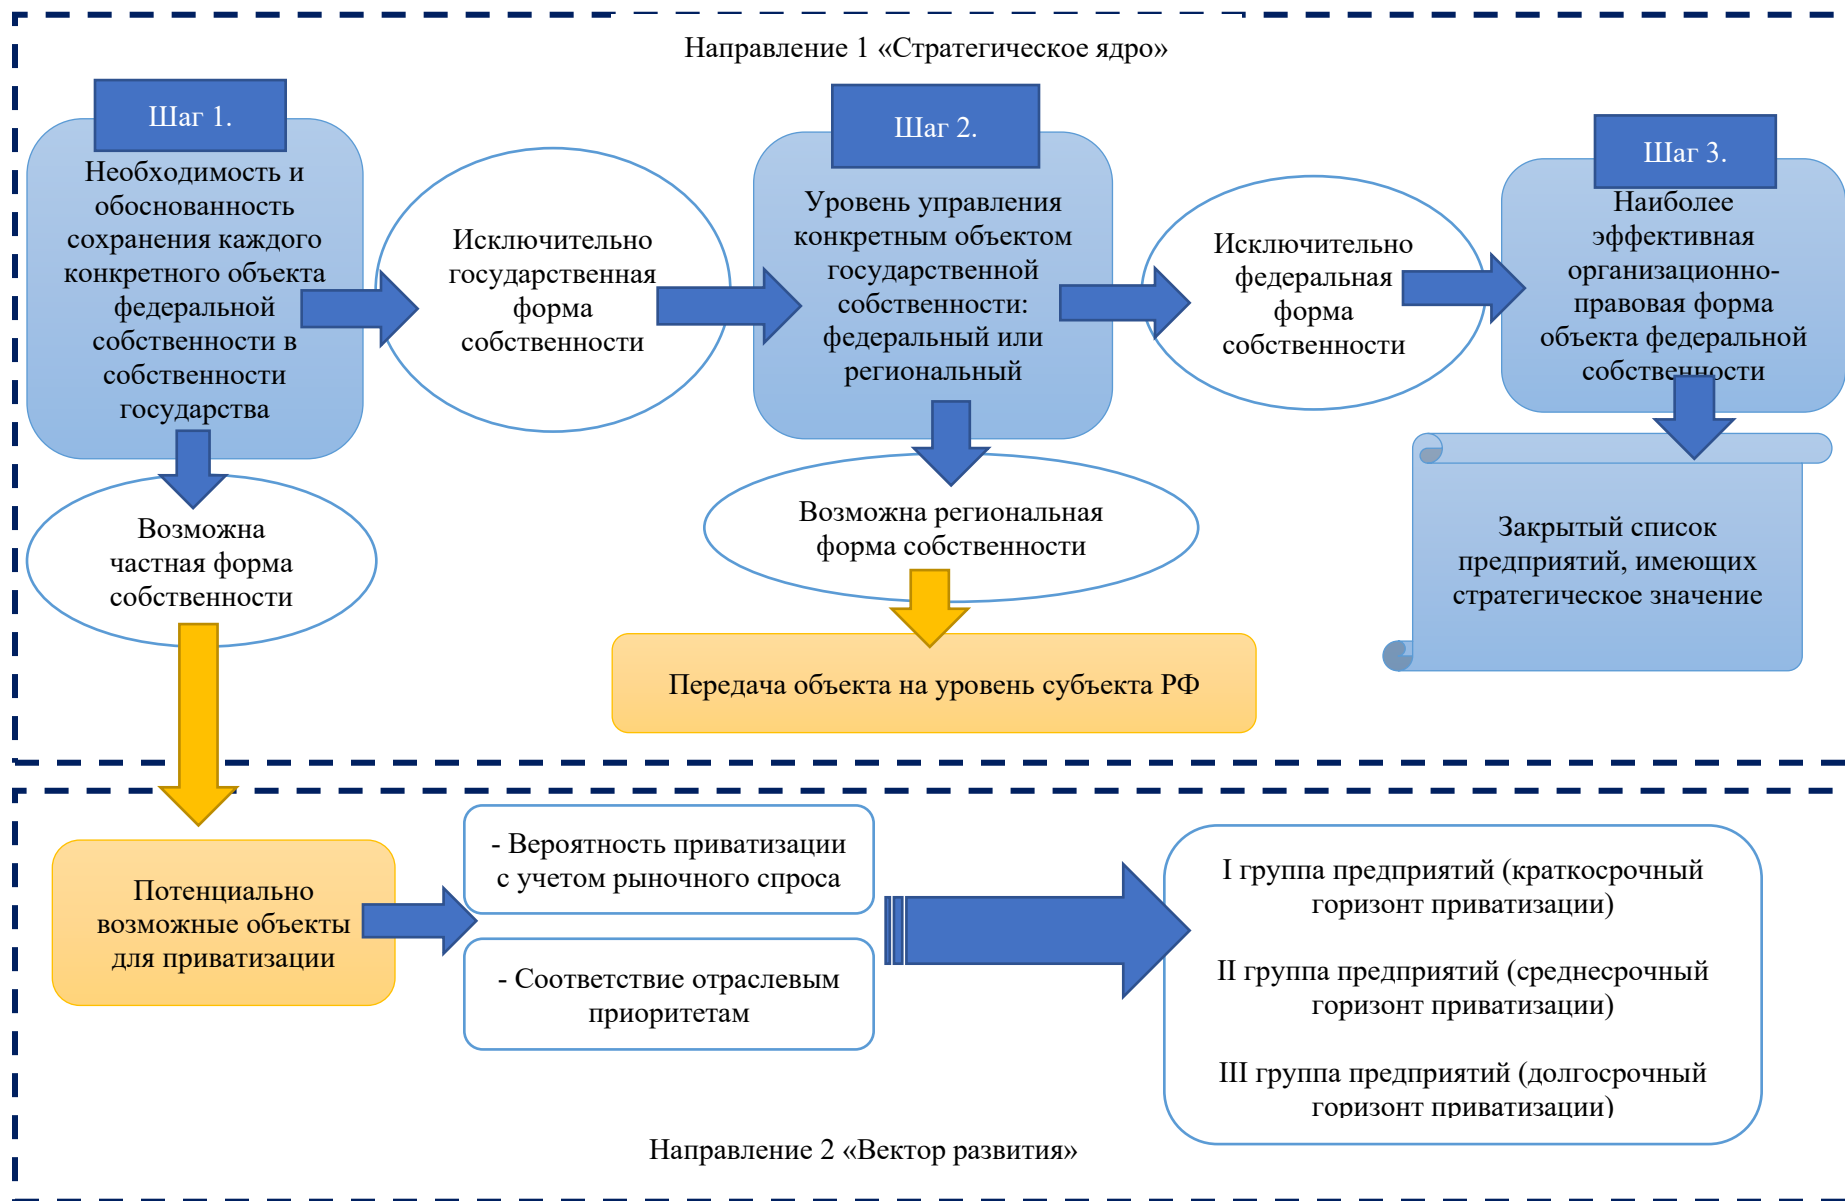 Направление 1 «Стратегическое ядро»
Шаг 1.
Необходимость и
обоснованность
сохранения каждого
конкретного объекта
федеральной
собственности в
собственности
государства
Исключительно
государственная
форма
собственности
Шаг 2.
Уровень управления
конкретным объектом
государственной
собственности:
федеральный или
региональный
Исключительно
федеральная
форма
собственности
Шаг 3.
Наиболее
эффективная
организационно-
правовая форма
объекта федеральной
собственности
Возможна
частная форма
собственности
Возможна региональная
форма собственности
Закрытый список
предприятий, имеющих
стратегическое значение
Передача объекта на уровень субъекта РФ
Потенциально
возможные объекты
для приватизации
- Вероятность приватизации
с учетом рыночного спроса
- Соответствие отраслевым
приоритетам
I группа предприятий (краткосрочный
горизонт приватизации)
II группа предприятий (среднесрочный
горизонт приватизации)
III группа предприятий (долгосрочный
горизонт приватизации)
Направление 2 «Вектор развития»